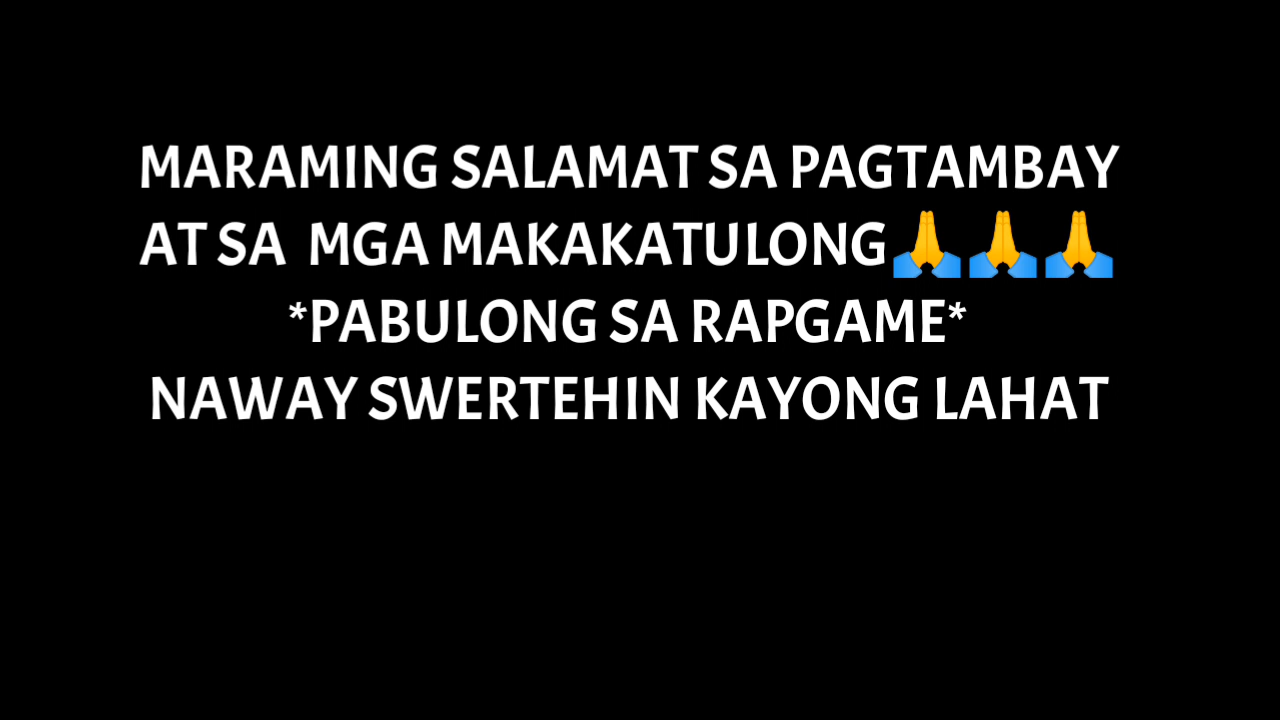 MARAMING SALAMAT SA PAGTAMBAY
AT SA MGA MAKAKATULONG🙏🙏🙏
*PABULONG SA RAPGAME*
NAWAY SWERTEHIN KAYONG LAHAT